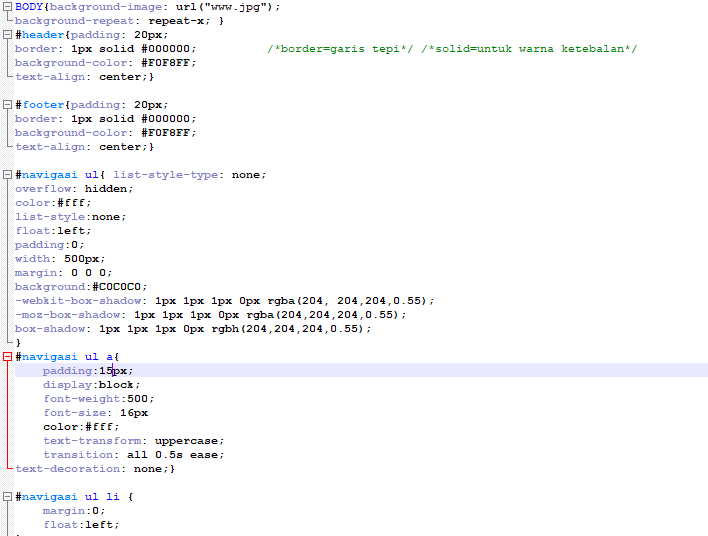 BODY{background-image: url("www.jpg");
background-repeat: repeat-x; }
#header{padding: 20px;
border: 1px solid #000000; /*border=garis tepi*/ /*solid=untuk warna ketebalan*/
background-color: #F0F8FF;
text-align: center;}
#footer{padding: 20px;
border: 1px solid #000000;
background-color: #F0F8FF;
text-align: center;}
#navigasi ul{ list-style-type: none;
overflow: hidden;
color:#fff;
list-style:none;
float:left;
padding:0;
width: 500px;
margin: 0 0 0;
background:#C0C0C0;
-webkit-box-shadow: 1px 1px 1px 0px rgba(204, 204,204,0.55);
-moz-box-shadow: 1px 1px 1px 0px rgba(204,204,204,0.55);
box-shadow: 1px 1px 1px 0px rgbh(204,204,204,0.55);
}
#navigasi ul a{
padding:15px;
display:block;
font-weight:500;
font-size: 16px
color:#fff;
text-transform: uppercase;
transition: all 0.5s ease;
text-decoration: none;}
#navigasi ul li {
margin:0;
float:left;